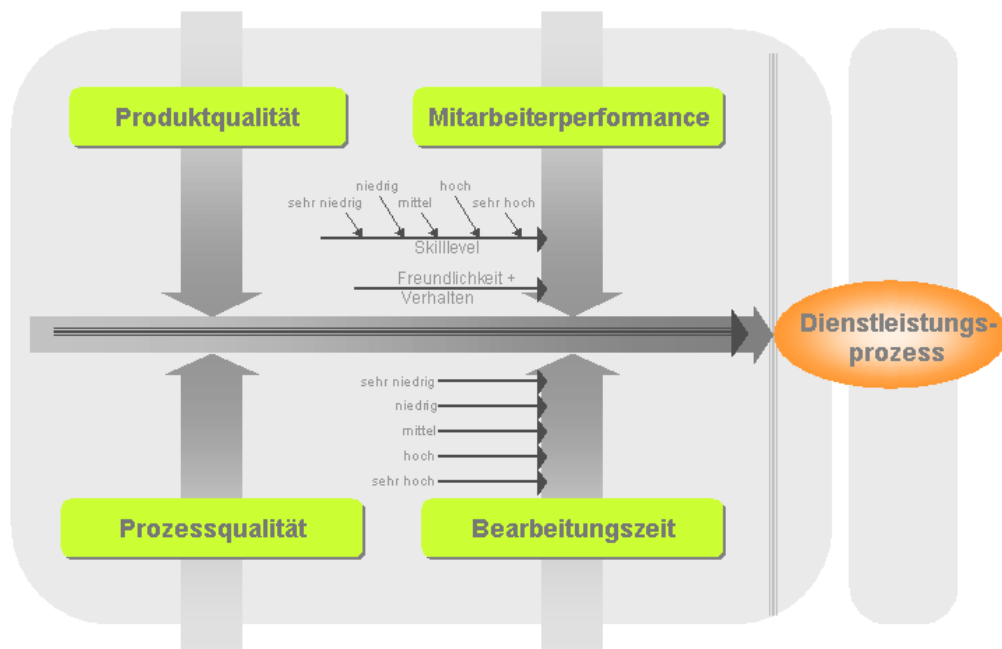 Produktqualität
Mitarbeiterperformance
niedrig
hoch
sehr niedrig
mittel
sehr hoch
Skilllevel
Freundlichkeit +
Verhalten
Dienstleistungs-
prozess
sehr niedrig
niedrig
mittel
hoch
sehr hoch
Prozessqualität
Bearbeitungszeit